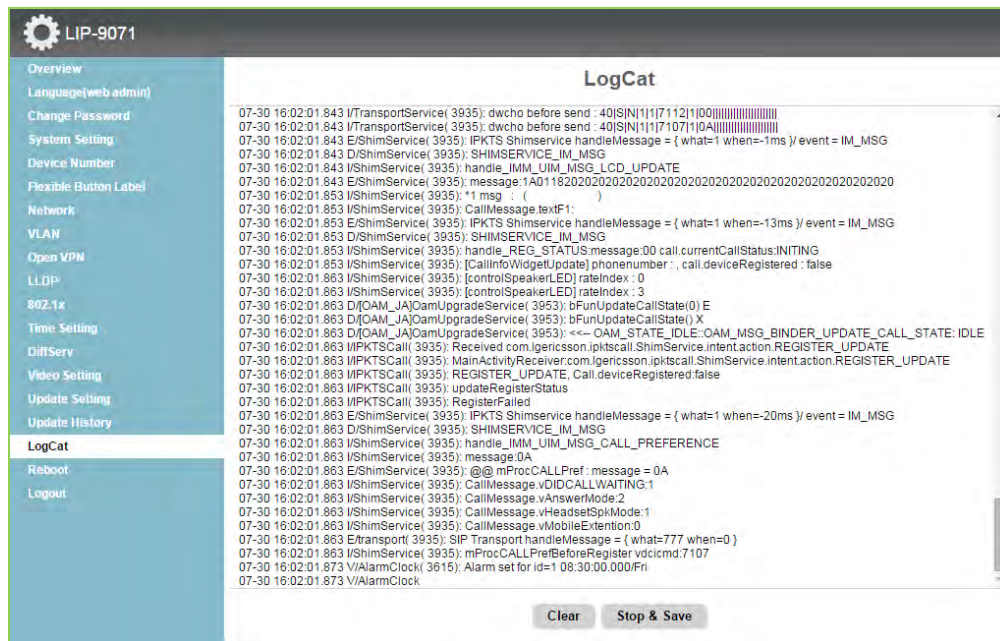 LIP-9071
Overview
Language(web admin)
Change Password
System Setting
Device Number
Flexible Button Label
Network
VLAN
Open VPN
LLDP
802.1x
Time Setting
DiffServ
Video Setting
Update Setting
Update History
LogCat
Reboot
Logout
LogCat
07-30 16:02:01.843 I/TransportService( 3935): dwcho before send : 40|S|N|1|1|7112|1|00||||||||||||||||||||||
07-30 16:02:01.843 I/TransportService( 3935): dwcho before send : 40|S|N|1|1|7107|1|0A||||||||||||||||||||||
07-30 16:02:01.843 E/ShimService( 3935): IPKTS Shimservice handleMessage = { what=1 when=-1ms }/ event = IM_MSG
07-30 16:02:01.843 D/ShimService( 3935): SHIMSERVICE_IM_MSG
07-30 16:02:01.843 I/ShimService( 3935): handle_IMM_UIM_MSG_LCD_UPDATE
07-30 16:02:01.843 E/ShimService( 3935): message:1A01182020202020202020202020202020202020202020202020202020
07-30 16:02:01.853 I/ShimService( 3935): *1 msg : ( )
07-30 16:02:01.853 I/ShimService( 3935): CallMessage.textF1:
07-30 16:02:01.853 E/ShimService( 3935): IPKTS Shimservice handleMessage = { what=1 when=-13ms }/ event = IM_MSG
07-30 16:02:01.853 D/ShimService( 3935): SHIMSERVICE_IM_MSG
07-30 16:02:01.853 I/ShimService( 3935): handle_REG_STATUS:message:00 call.currentCallStatus:INITING
07-30 16:02:01.853 I/ShimService( 3935): [CallInfoWidgetUpdate] phonenumber : , call.deviceRegistered : false
07-30 16:02:01.863 I/ShimService( 3935): [controlSpeakerLED] rateIndex : 0
07-30 16:02:01.863 I/ShimService( 3935): [controlSpeakerLED] rateIndex : 3
07-30 16:02:01.863 D/[OAM_JA]OamUpgradeService( 3953): bFunUpdateCallState(0) E
07-30 16:02:01.863 D/[OAM_JA]OamUpgradeService( 3953): bFunUpdateCallState() X
07-30 16:02:01.863 D/[OAM_JA]OamUpgradeService( 3953): <<-- OAM_STATE_IDLE::OAM_MSG_BINDER_UPDATE_CALL_STATE: IDLE
07-30 16:02:01.863 I/IPKTSCall( 3935): Received com.lgericsson.ipktscall.ShimService.intent.action.REGISTER_UPDATE
07-30 16:02:01.863 I/IPKTSCall( 3935): MainActivityReceiver:com.lgericsson.ipktscall.ShimService.intent.action.REGISTER_UPDATE
07-30 16:02:01.863 I/IPKTSCall( 3935): REGISTER_UPDATE, Call.deviceRegistered:false
07-30 16:02:01.863 I/IPKTSCall( 3935): updateRegisterStatus
07-30 16:02:01.863 I/IPKTSCall( 3935): RegisterFailed
07-30 16:02:01.863 E/ShimService( 3935): IPKTS Shimservice handleMessage = { what=1 when=-20ms }/ event = IM_MSG
07-30 16:02:01.863 D/ShimService( 3935): SHIMSERVICE_IM_MSG
07-30 16:02:01.863 I/ShimService( 3935): handle_IMM_UIM_MSG_CALL_PREFERENCE
07-30 16:02:01.863 I/ShimService( 3935): message:0A
07-30 16:02:01.863 E/ShimService( 3935): @@ mProcCALLPref : message = 0A
07-30 16:02:01.863 I/ShimService( 3935): CallMessage.vDIDCALLWAITING:1
07-30 16:02:01.863 I/ShimService( 3935): CallMessage.vAnswerMode:2
07-30 16:02:01.863 I/ShimService( 3935): CallMessage.vHeadsetSpkMode:1
07-30 16:02:01.863 I/ShimService( 3935): CallMessage.vMobileExtention:0
07-30 16:02:01.863 E/transport( 3935): SIP Transport handleMessage = { what=777 when=0 }
07-30 16:02:01.863 I/ShimService( 3935): mProcCALLPrefBeforeRegister vdcicmd:7107
07-30 16:02:01.873 V/AlarmClock( 3615): Alarm set for id=1 08:30:00.000/Fri
07-30 16:02:01.873 V/AlarmClock
Clear
Stop & Save